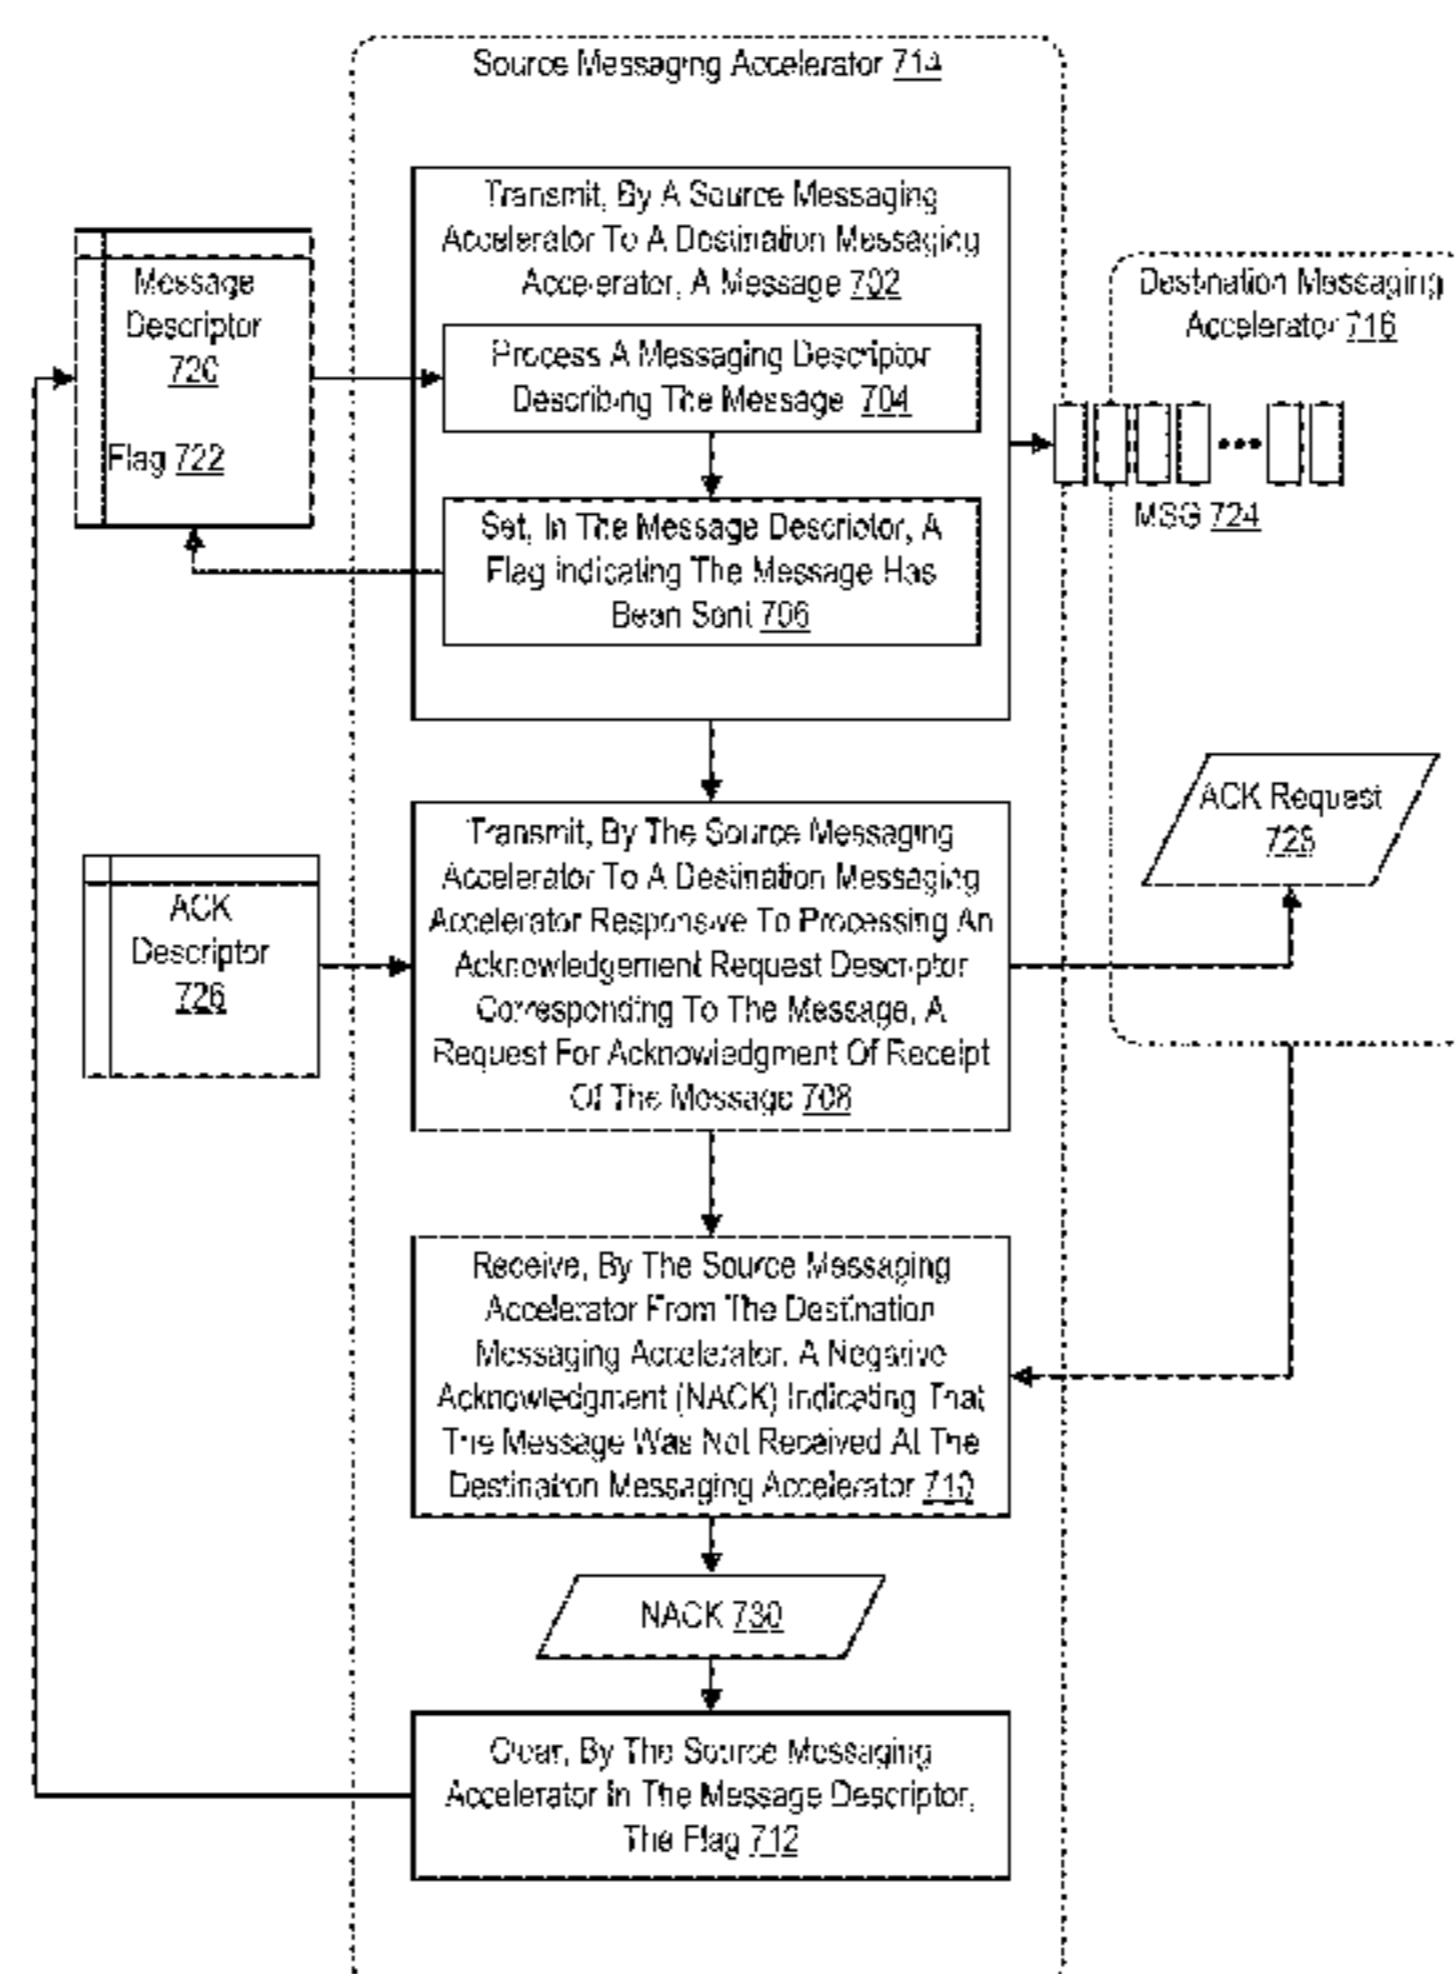 Source Messaging Accelerator 714
Transmit, By A Source Messaging
Accelerator To A Destination Messaging
Accelerator, A Message 702
Message
Descriptor
720
Flag 722
Process A Messaging Descriptor
Describing The Message 704
Set, In The Message Descriptor, A
Flag Indicating The Message Has
Been Sent 706
Destination Messaging
Accelerator 716
MSG 724
ACK Request
728
ACK
Descriptor
726
Transmit, By The Source Messaging
Accelerator To A Destination Messaging
Accelerator Responsive To Processing An
Acknowledgement Request Descriptor
Corresponding To The Message, A
Request For Acknowledgment Of Receipt
Of The Message 708
Receive, By The Source Messaging
Accelerator From The Destination
Messaging Accelerator, A Negative
Acknowledgment (NACK) Indicating That
The Message Was Not Received At The
Destination Messaging Accelerator 710
NACK 730
Clear, By The Source Messaging
Accelerator In The Message Descriptor,
The Flag 712